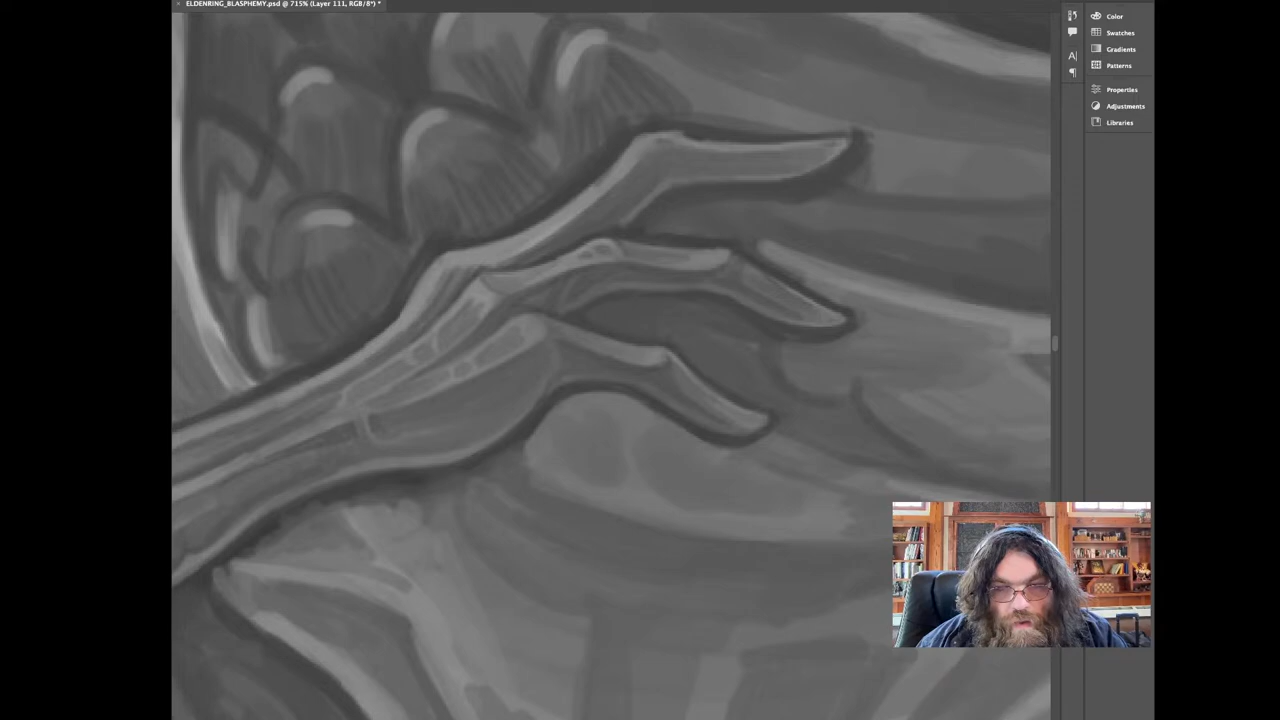 ELDENRING_BLASPHEMY.psd @ 715% (Layer 111, RGB/8*) *
Color
Swatches
Gradients
Patterns
Properties
Adjustments
Libraries